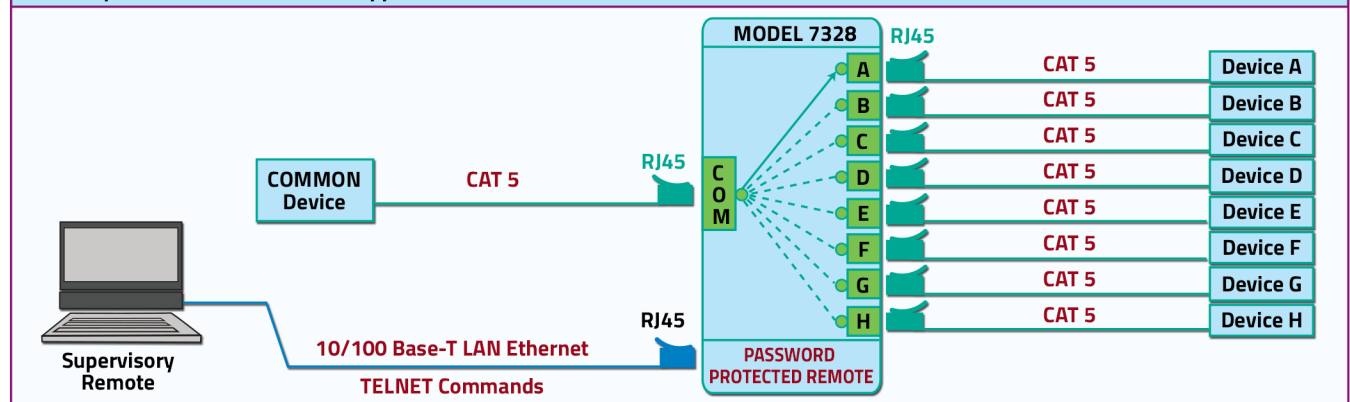 MODEL 7328
RJ45
A
CAT 5
Device A
B
CAT 5
Device B
C
CAT 5
Device C
D
CAT 5
Device D
E
CAT 5
Device E
F
CAT 5
Device F
G
CAT 5
Device G
H
CAT 5
Device H
COMMON
Device
CAT 5
RJ45
COM
Supervisory
Remote
10/100 Base-T LAN Ethernet
TELNET Commands
RJ45
PASSWORD
PROTECTED REMOTE